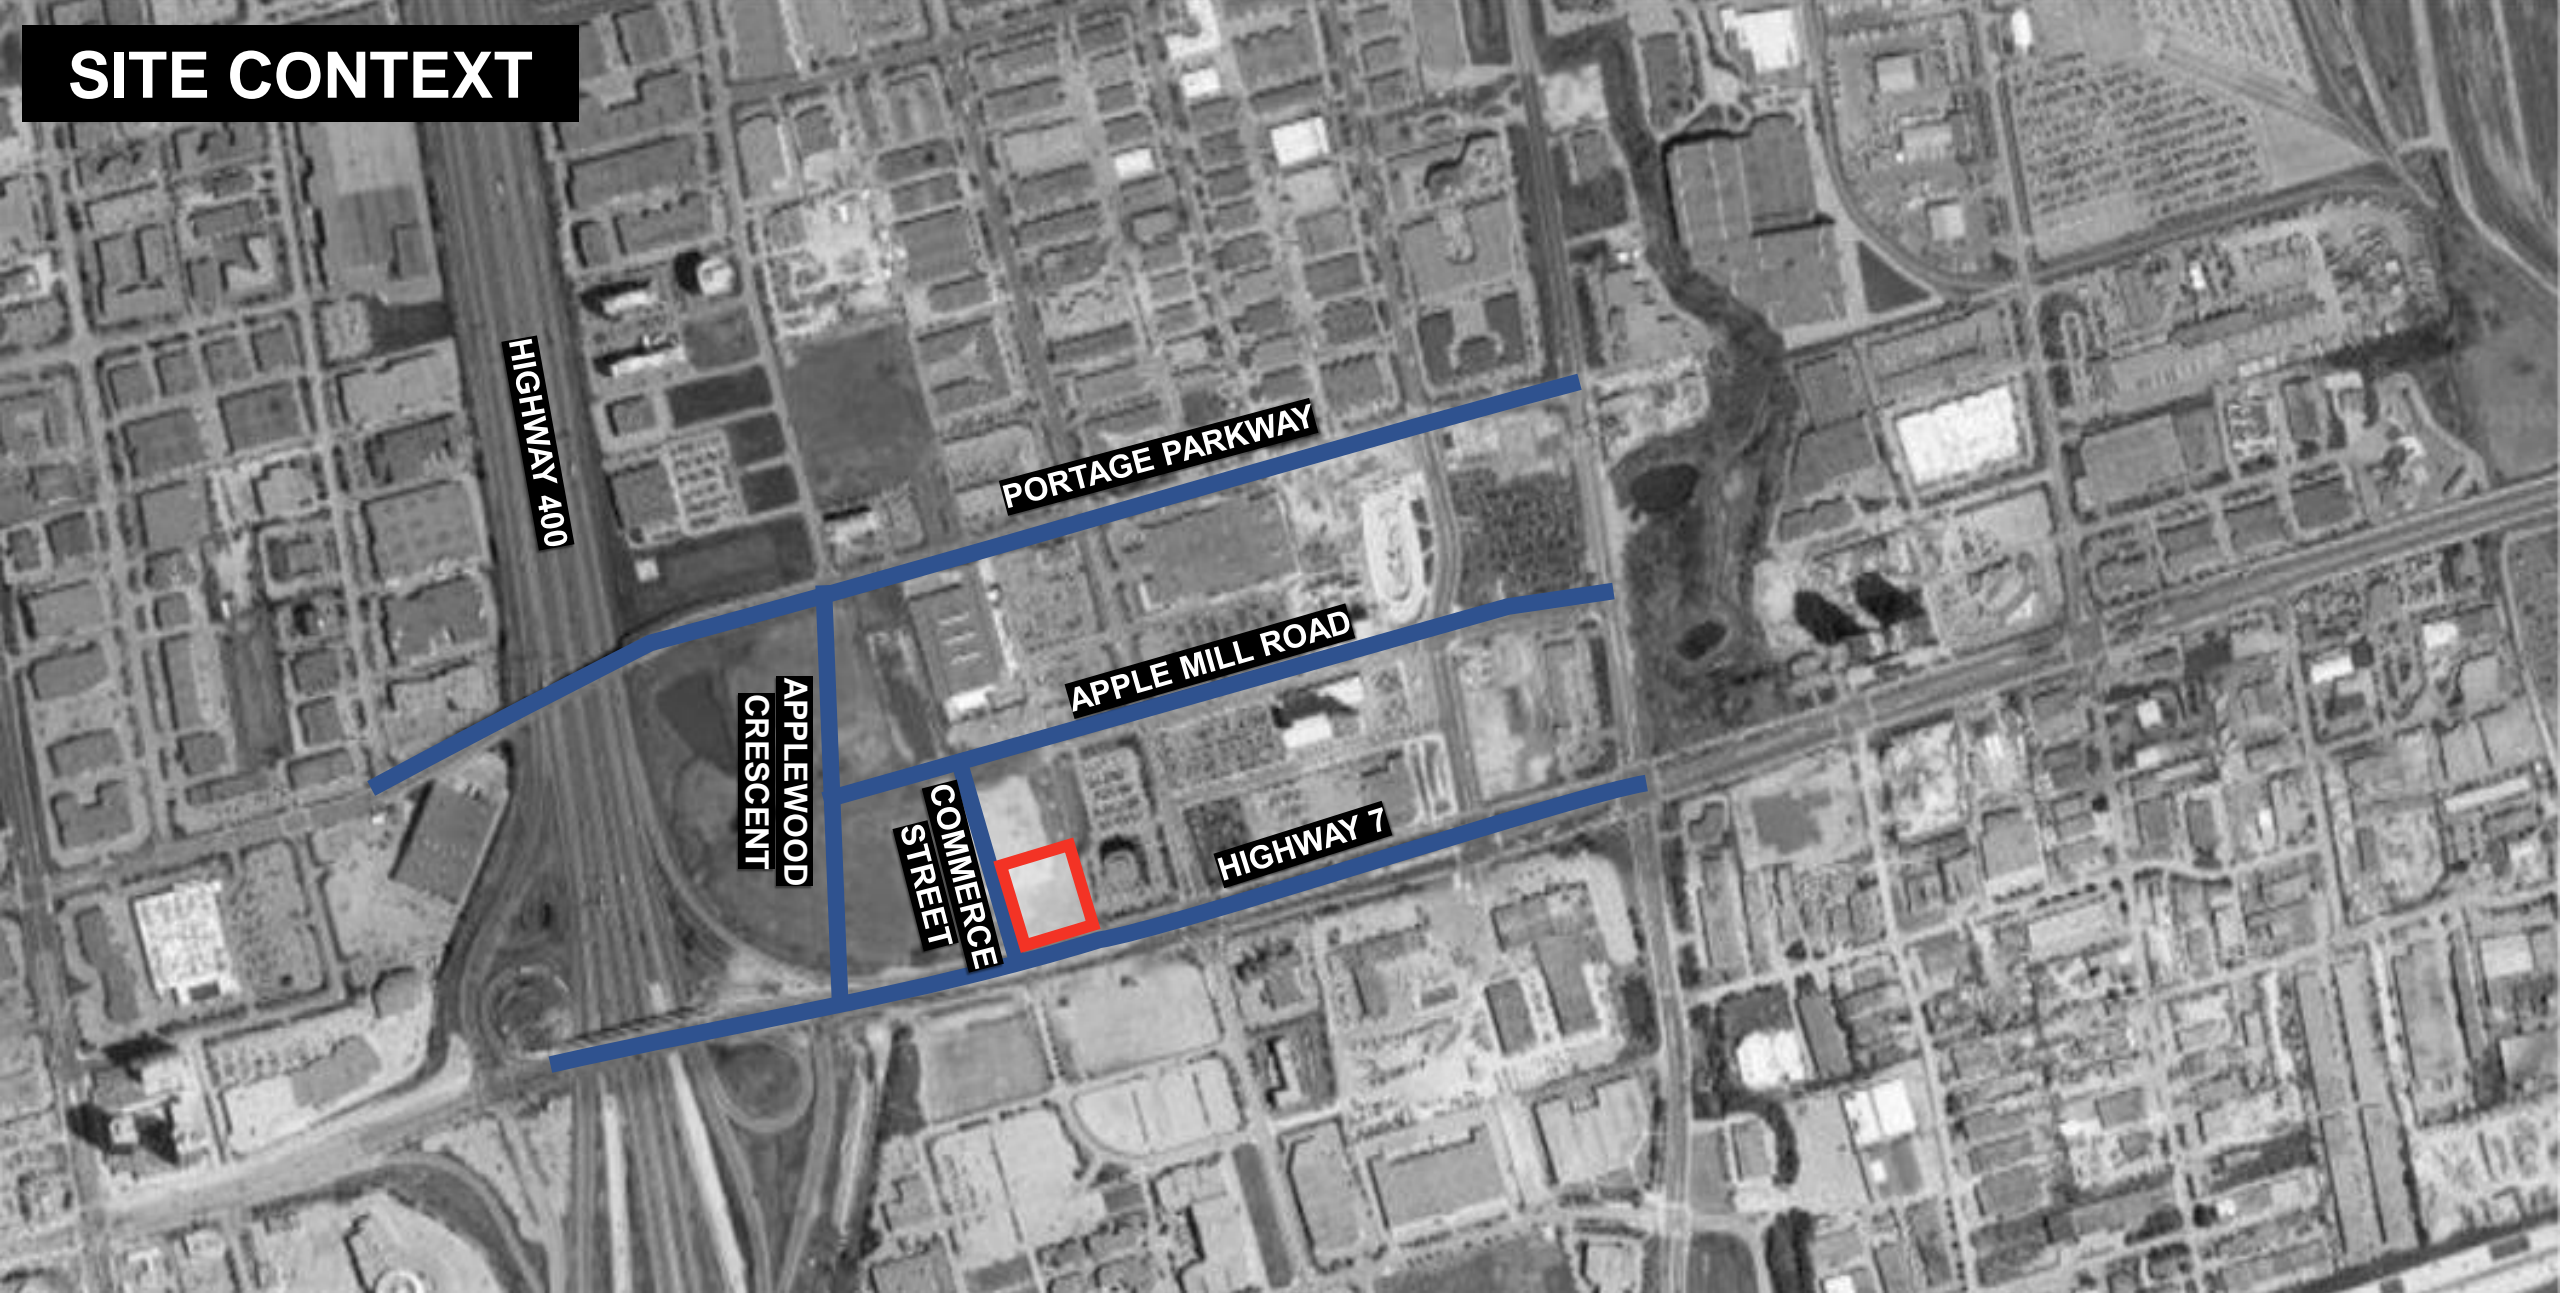 SITE CONTEXT
HIGHWAY 400
PORTAGE PARKWAY
APPLE MILL ROAD
APPLEWOOD
CRESCENT
COMMERCE
STREET
HIGHWAY 7